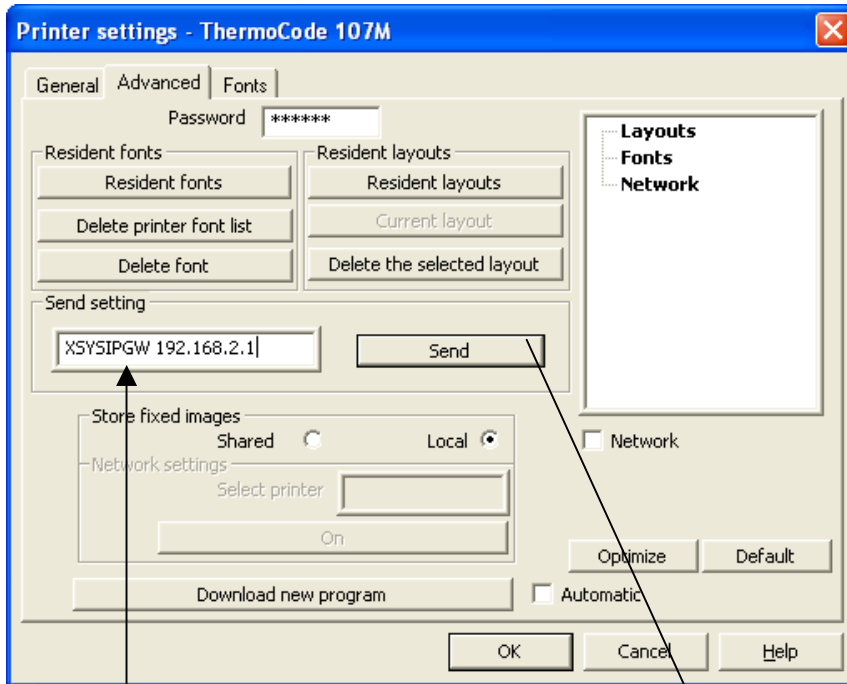 Printer settings - ThermoCode 107M
General Advanced Fonts
Password ******
Resident fonts
Resident fonts
Delete printer font list
Delete font
Resident layouts
Resident layouts
Current layout
Delete the selected layout
Layouts
Fonts
Network
Send setting
XSYSIPGW 192.168.2.1
Send
Store fixed images
Shared Local
Network settings
Select printer
On
Network
Optimize Default
Download new program
Automatic
OK Cancel Help